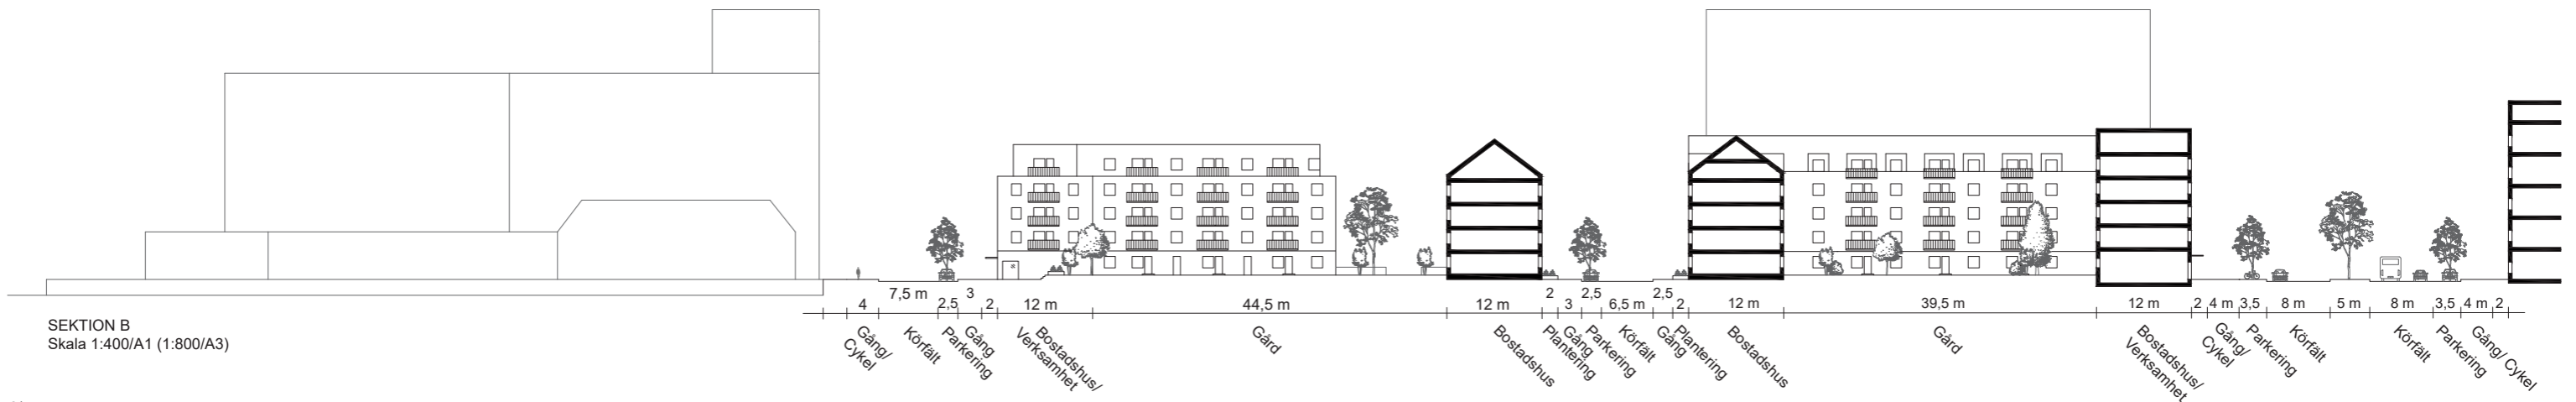 7,5 m
3
2
2,5
2,5
4
2,5
2
12 m
44,5 m
12 m
3
6,5 m
2
12 m
39,5 m
12 m
2
4 m
3,5
8 m
5 m
8 m
3,5
4 m
2
SEKTION B
Skala 1:400/A1 (1:800/A3)
Gång/
Cykel
Körfält
Parkering
Gång
Bostadshus/
Verksamhet
Gård
Bostadshus
Plantering
Gång
Parkering
Körfält
Gång
Plantering
Bostadshus
Gård
Bostadshus/
Verksamhet
Gång/
Cykel
Parkering
Körfält
Körfält
Parkering
Gång/ Cykel